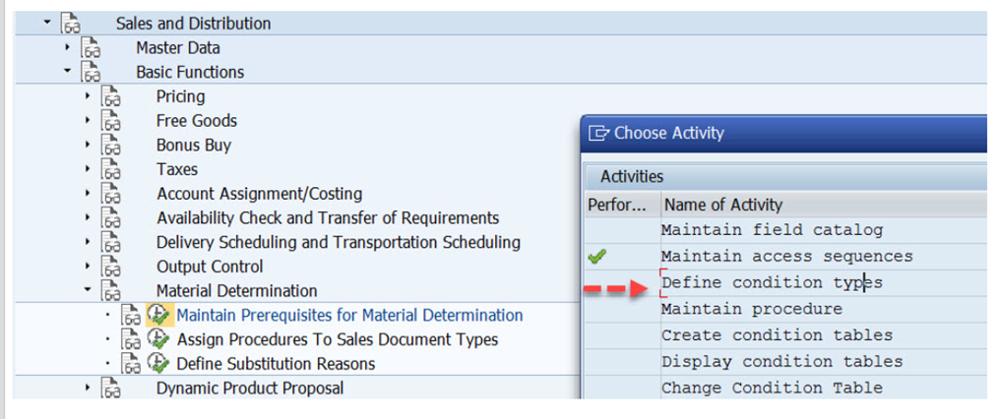 Sales and Distribution
Master Data
Basic Functions
Pricing
Free Goods
Bonus Buy
Taxes
Account Assignment/Costing
Availability Check and Transfer of Requirements
Delivery Scheduling and Transportation Scheduling
Output Control
Material Determination
Maintain Prerequisites for Material Determination
Assign Procedures To Sales Document Types
Define Substitution Reasons
Dynamic Product Proposal
Choose Activity
Activities
Perfor... Name of Activity
Maintain field catalog
Maintain access sequences
Define condition types
Maintain procedure
Create condition tables
Display condition tables
Change Condition Table